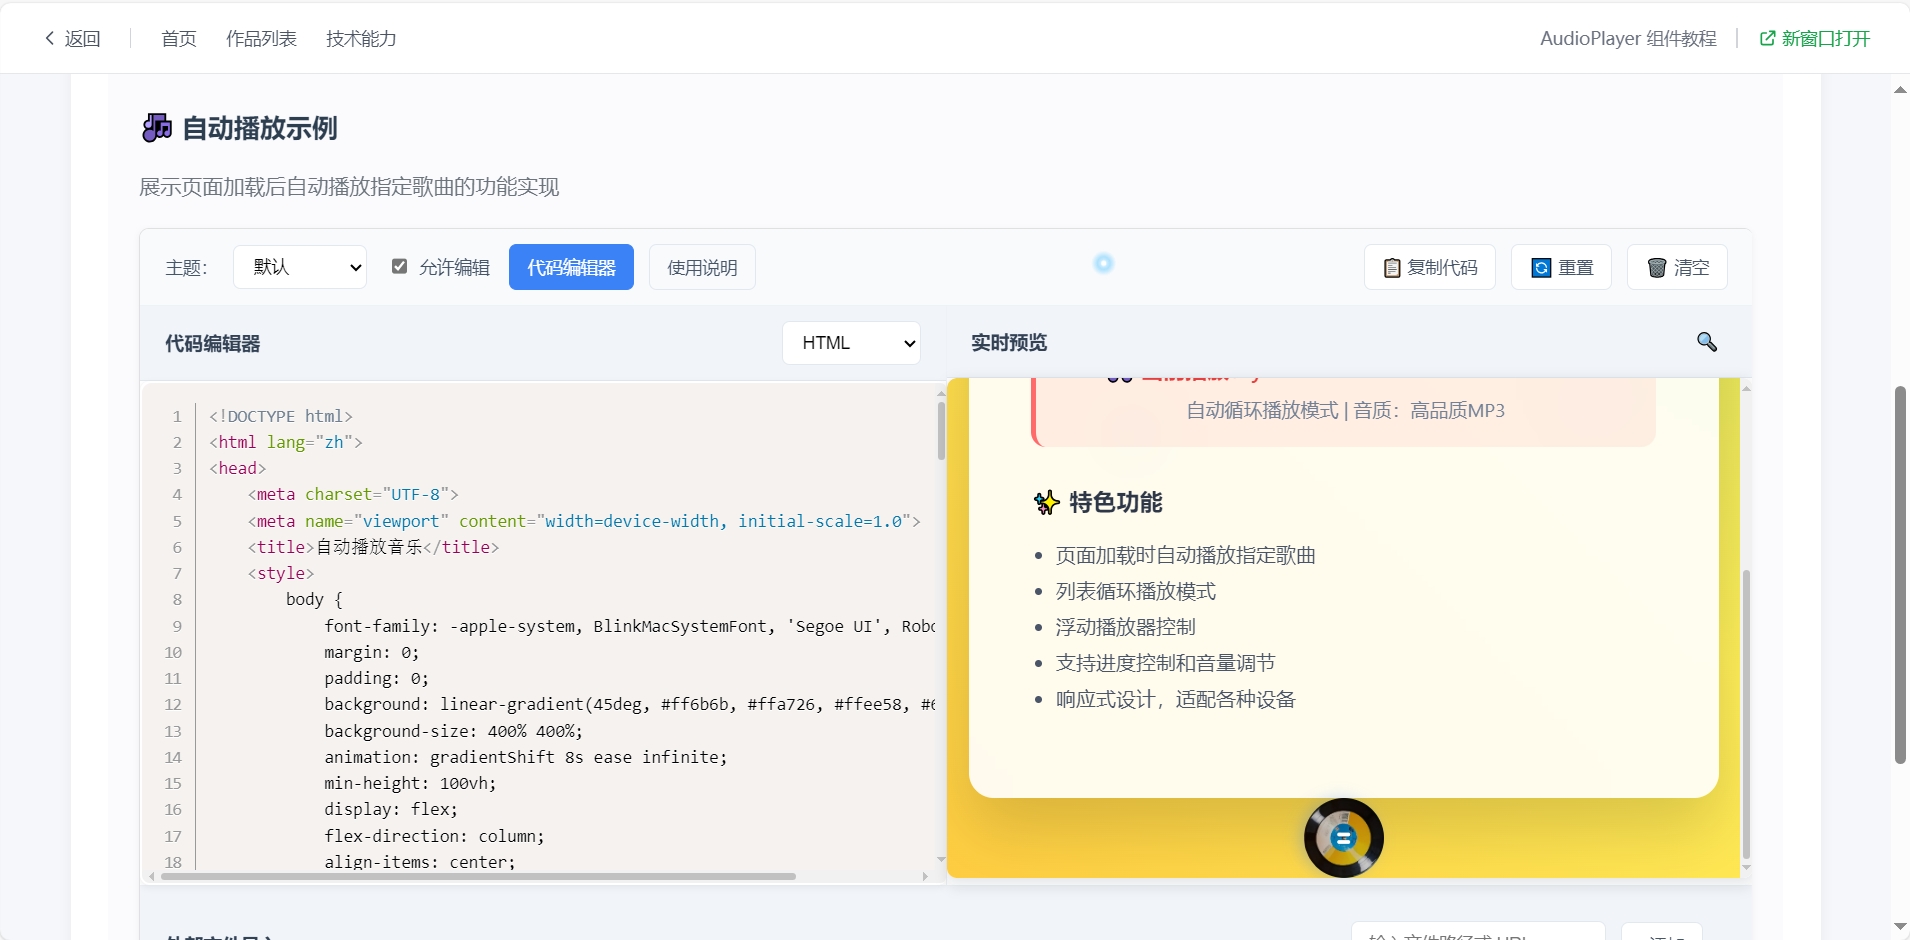 返回
首页
作品列表
技术能力
AudioPlayer 组件教程
新窗口打开
自动播放示例
展示页面加载后自动播放指定歌曲的功能实现
主题:
默认
允许编辑
代码编辑器
使用说明
复制代码
重置
清空
代码编辑器
HTML
1 <!DOCTYPE html>
2 <html lang="zh">
3 <head>
4 <meta charset="UTF-8">
5 <meta name="viewport" content="width=device-width, initial-scale=1.0">
6 <title>自动播放音乐</title>
7 <style>
8 body {
9 font-family: -apple-system, BlinkMacSystemFont, 'Segoe UI', Robo
10 margin: 0;
11 padding: 0;
12 background: linear-gradient(45deg, #ff6b6b, #ffa726, #ffee58, #6
13 background-size: 400% 400%;
14 animation: gradientShift 8s ease infinite;
15 min-height: 100vh;
16 display: flex;
17 flex-direction: column;
18 align-items: center;
实时预览
自动循环播放模式 | 音质：高品质MP3
特色功能
• 页面加载时自动播放指定歌曲
• 列表循环播放模式
• 浮动播放器控制
• 支持进度控制和音量调节
• 响应式设计，适配各种设备